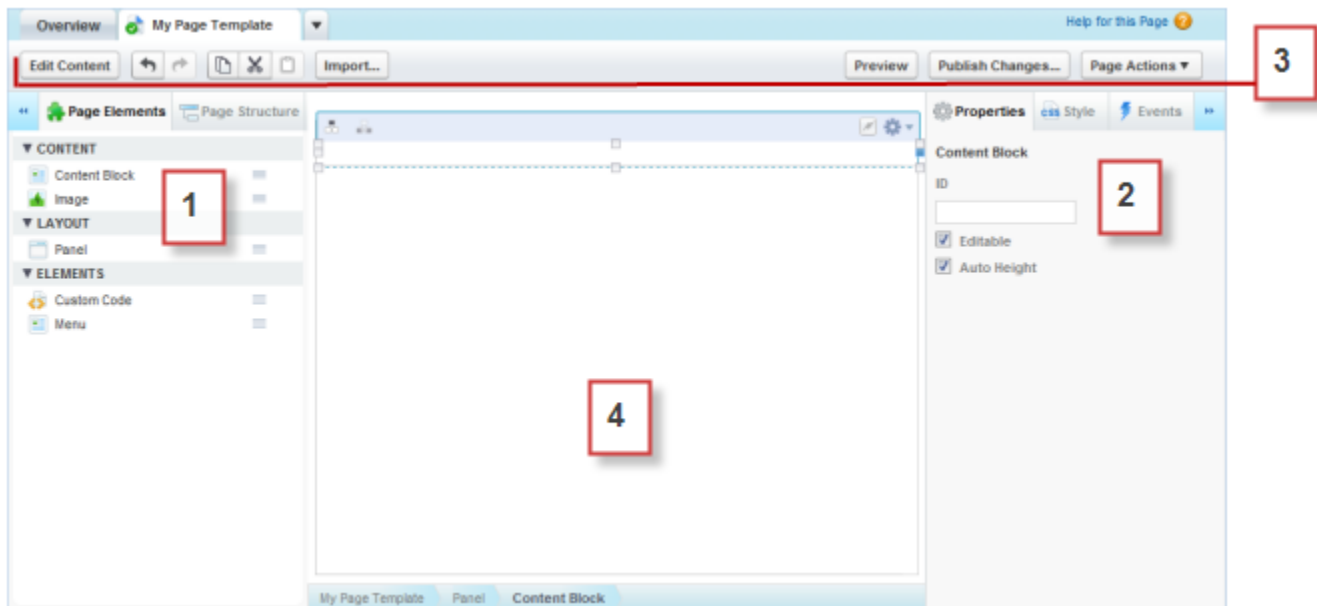 Overview My Page Template Help for this Page
3
Edit Content Import... Preview Publish Changes... Page Actions
Page Elements Page Structure Properties css Style Events
CONTENT
Content Block
Image
1
LAYOUT
Panel
ELEMENTS
Custom Code
Menu
Content Block
ID
2
Editable
Auto Height
4
My Page Template Panel Content Block